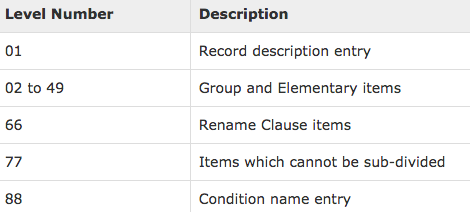 Level Number Description
01 Record description entry
02 to 49 Group and Elementary items
66 Rename Clause items
77 Items which cannot be sub-divided
88 Condition name entry